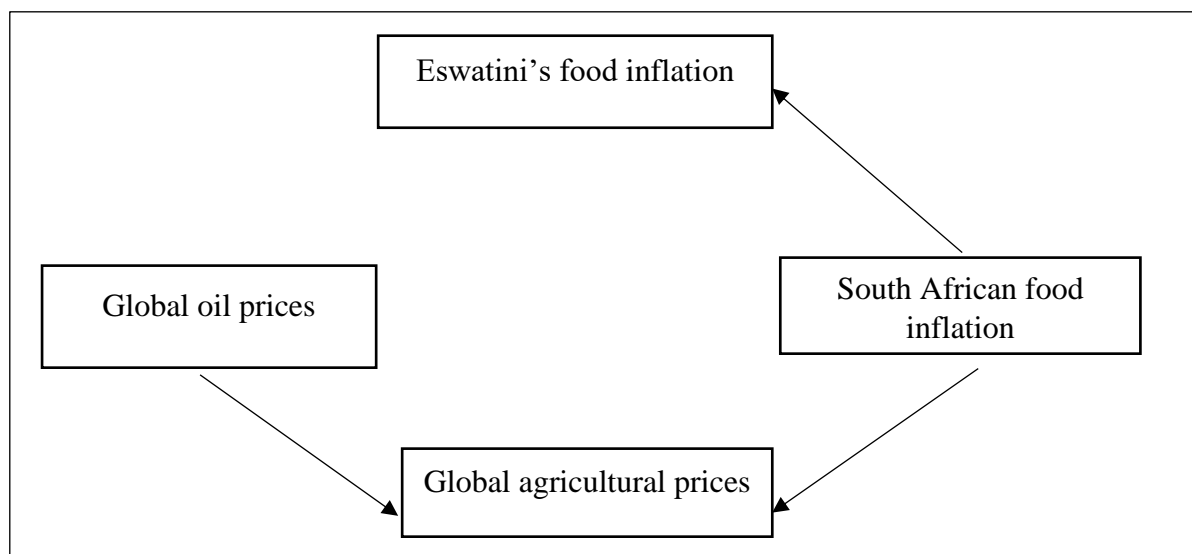 Eswatini’s food inflation
Global oil prices
South African food
inflation
Global agricultural prices